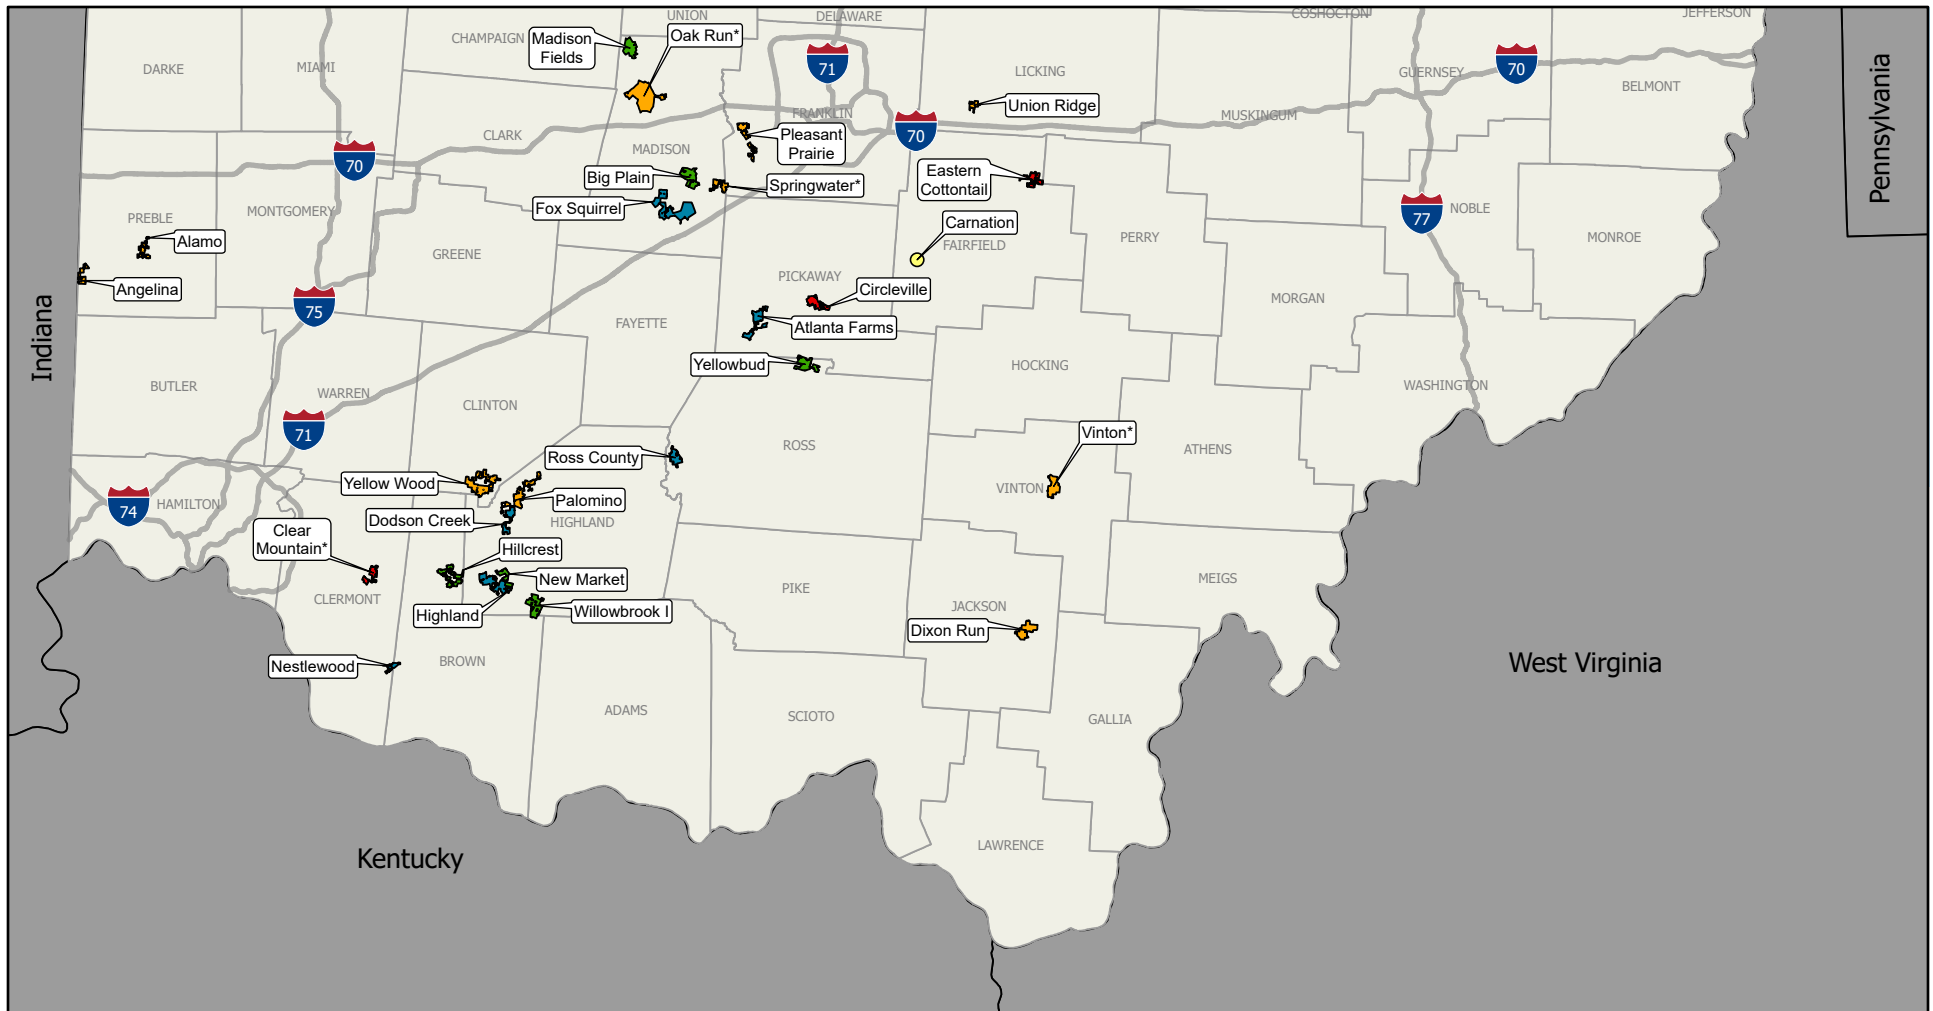 UNION
DELAWARE
COSHOCTON
JEFFERSON
CHAMPAIGN
Madison
Fields
Oak Run*
71
70
Pennsylvania
DARKE
MIAMI
LICKING
GUERNSEY
BELMONT
Union Ridge
FRANKLIN
MUSKINGUM
CLARK
Pleasant
Prairie
70
MADISON
70
Big Plain
Springwater*
Eastern
Cottontail
Fox Squirrel
PREBLE
MONTGOMERY
77
NOBLE
Carnation
Alamo
PERRY
MONROE
FAIRFIELD
GREENE
PICKAWAY
Angelina
Circleville
MORGAN
75
Indiana
FAYETTE
Atlanta Farms
Yellowbud
HOCKING
BUTLER
WARREN
WASHINGTON
CLINTON
71
Vinton*
ROSS
ATHENS
Ross County
Yellow Wood
VINTON
Palomino
HAMILTON
74
Dodson Creek
HIGHLAND
Clear
Mountain*
Hillcrest
New Market
MEIGS
PIKE
CLERMONT
JACKSON
Highland
Willowbrook I
Dixon Run
Nestlewood
BROWN
West Virginia
ADAMS
SCIOTO
GALLIA
LAWRENCE
Kentucky